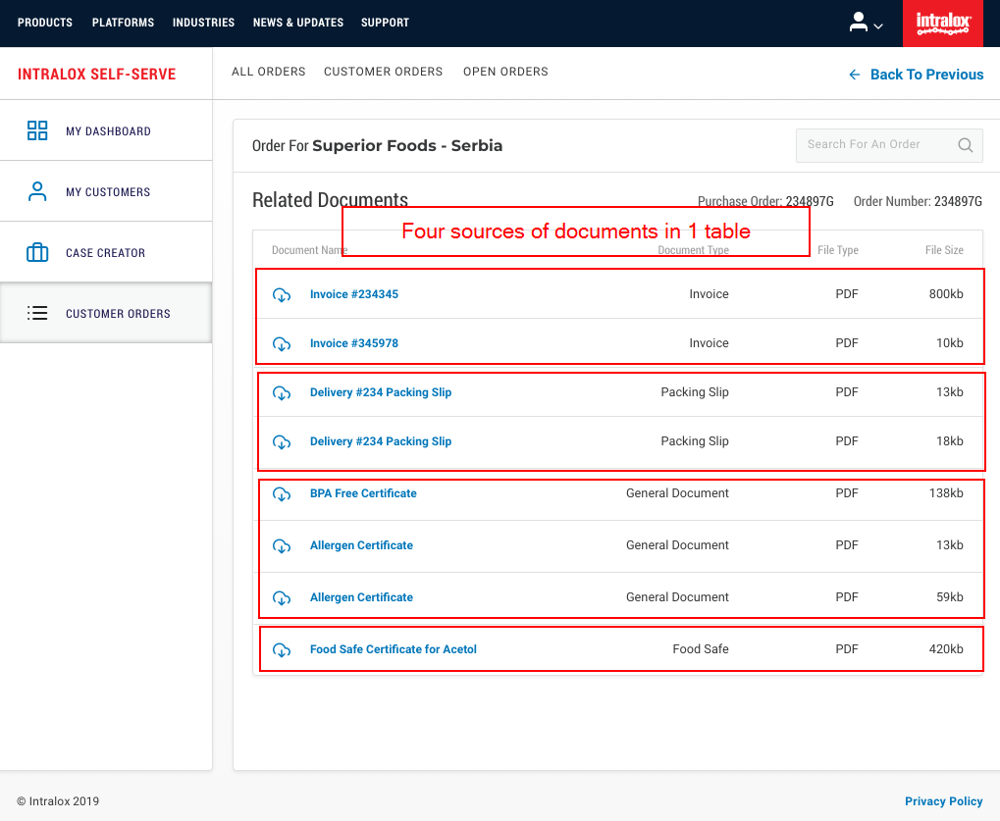 PRODUCTS PLATFORMS INDUSTRIES NEWS & UPDATES SUPPORT
intralox
INTRALOX SELF-SERVE
ALL ORDERS CUSTOMER ORDERS OPEN ORDERS
← Back To Previous
MY DASHBOARD
MY CUSTOMERS
CASE CREATOR
CUSTOMER ORDERS
Order For Superior Foods - Serbia
Search For An Order
Related Documents
Purchase Order: 234897G Order Number: 234897G
Four sources of documents in 1 table
Document Name Document Type File Type File Size
Invoice #234345 Invoice PDF 800kb
Invoice #345978 Invoice PDF 10kb
Delivery #234 Packing Slip Packing Slip PDF 13kb
Delivery #234 Packing Slip Packing Slip PDF 18kb
BPA Free Certificate General Document PDF 138kb
Allergen Certificate General Document PDF 13kb
Allergen Certificate General Document PDF 59kb
Food Safe Certificate for Acetol Food Safe PDF 420kb
© Intralox 2019
Privacy Policy